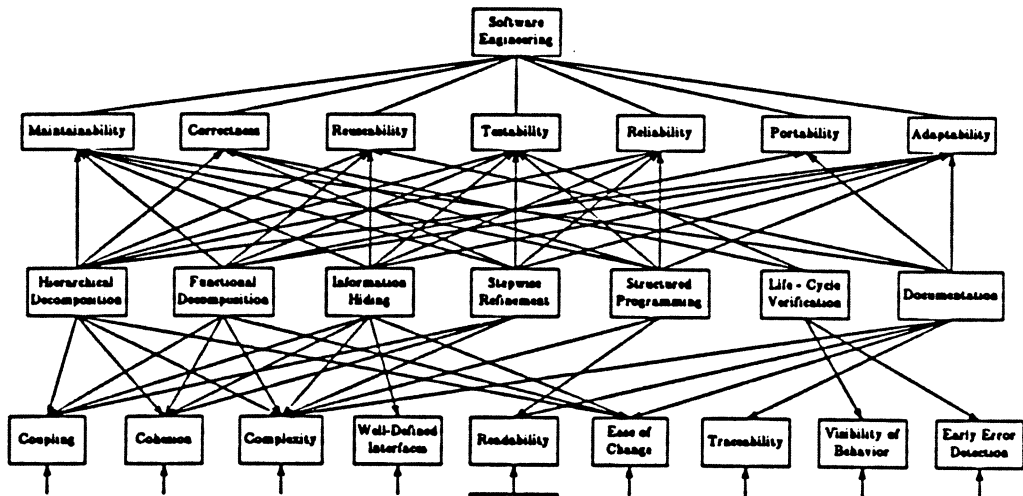 Software
Engineering
Maintainability
Correctness
Reuseability
Testability
Reliability
Portability
Adaptability
Hierarchical
Decomposition
Functional
Decomposition
Information
Hiding
Stepwise
Refinement
Structured
Programming
Life - Cycle
Verification
Documentation
Coupling
Cohesion
Complexity
Well-Defined
Interfaces
Readability
Ease of
Change
Traceability
Visibility of
Behavior
Early Error
Detection